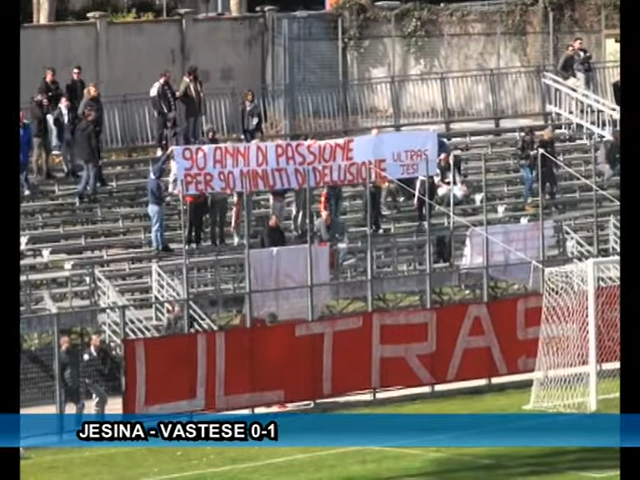 90 ANNI DI PASSIONE
PER 90 MINUTI DI DELUSIONE
ULTRAS
JESI
ULTRAS
JESINA - VASTESE 0-1